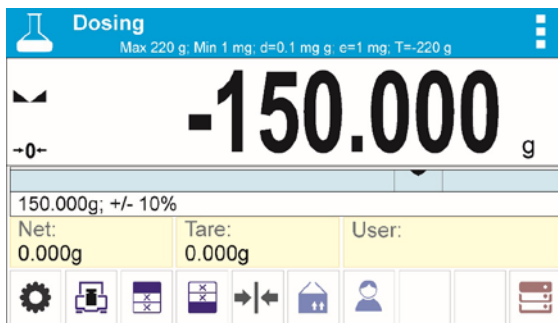 Dosing
Max 220 g; Min 1 mg; d=0.1 mg g; e=1 mg; T=-220 g
-150.000 g
→0←
150.000g; +/- 10%
Net: Tare: User:
0.000g 0.000g